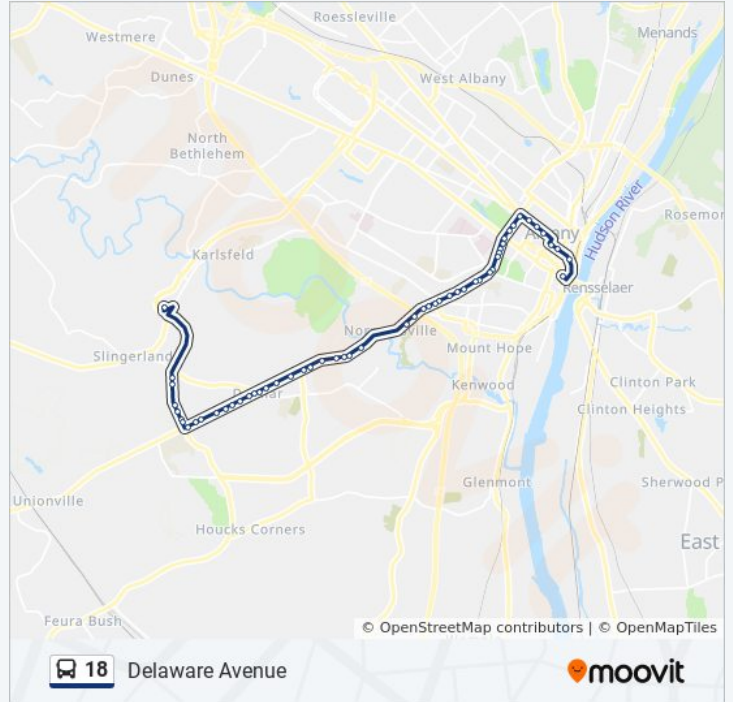 Roessleville
Westmere
Menands
Dunes
West Albany
North
Bethlehem
Hudson River
Rosemor
Karlsfeld
Rensselaer
Slingerland
Mount Hope
Kenwood
Clinton Park
Clinton Heights
Glenmont
Sherwood P
Unionville
Houcks Corners
East
Feura Bush
© OpenStreetMap contributors | © OpenMapTiles
18 Delaware Avenue
moovit